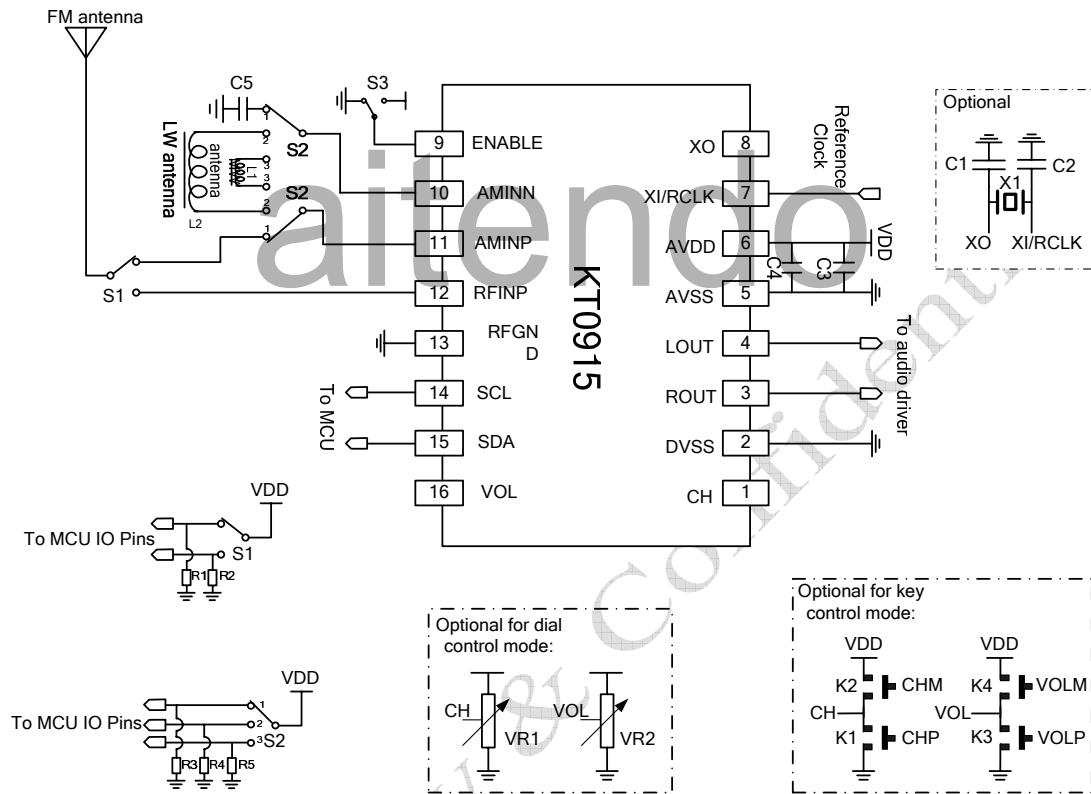 FM antenna
C5
S3
1
2
S2
3
3
L1
antenna
LW antenna
2
S2
1
L2
S1
9 ENABLE
10 AMINN
11 AMINP
12 RFINP
13 RFGN
D
14 SCL
15 SDA
16 VOL
To MCU
KT0915
XO 8
XI/RCLK 7
AVDD 6
AVSS 5
LOUT 4
ROUT 3
DVSS 2
CH 1
Reference
Clock
VDD
C4
C3
To audio driver
aitendo
Optional
C1
X1
C2
XO
XI/RCLK
VDD
To MCU IO Pins
S1
R1
R2
VDD
1
To MCU IO Pins
2
3
S2
R3
R4
R5
Optional for dial
control mode:
CH
VR1
VOL
VR2
Optional for key
control mode:
VDD
VDD
K2
CHM
K4
VOLM
CH
VOL
K1
CHP
K3
VOLP
& Confidenti